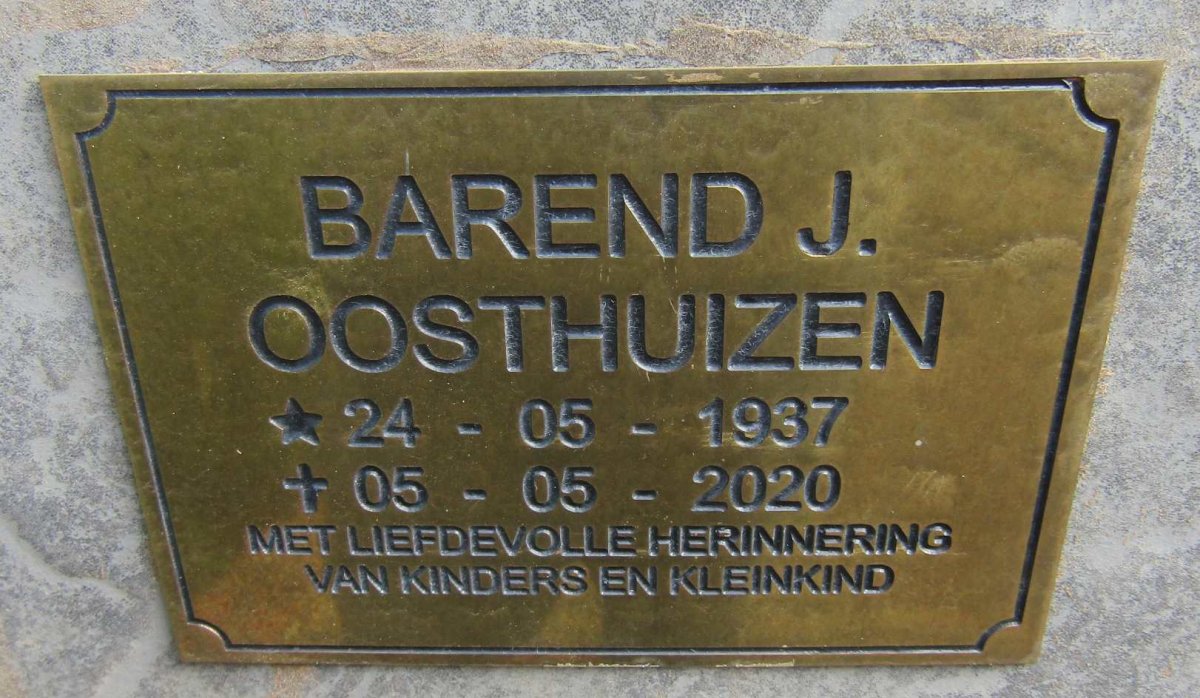 BAREND J.
OOSTHUIZEN
★ 24 - 05 - 1937
✝ 05 - 05 - 2020
MET LIEFDEVOLLE HERINNERING
VAN KINDERS EN KLEINKIND